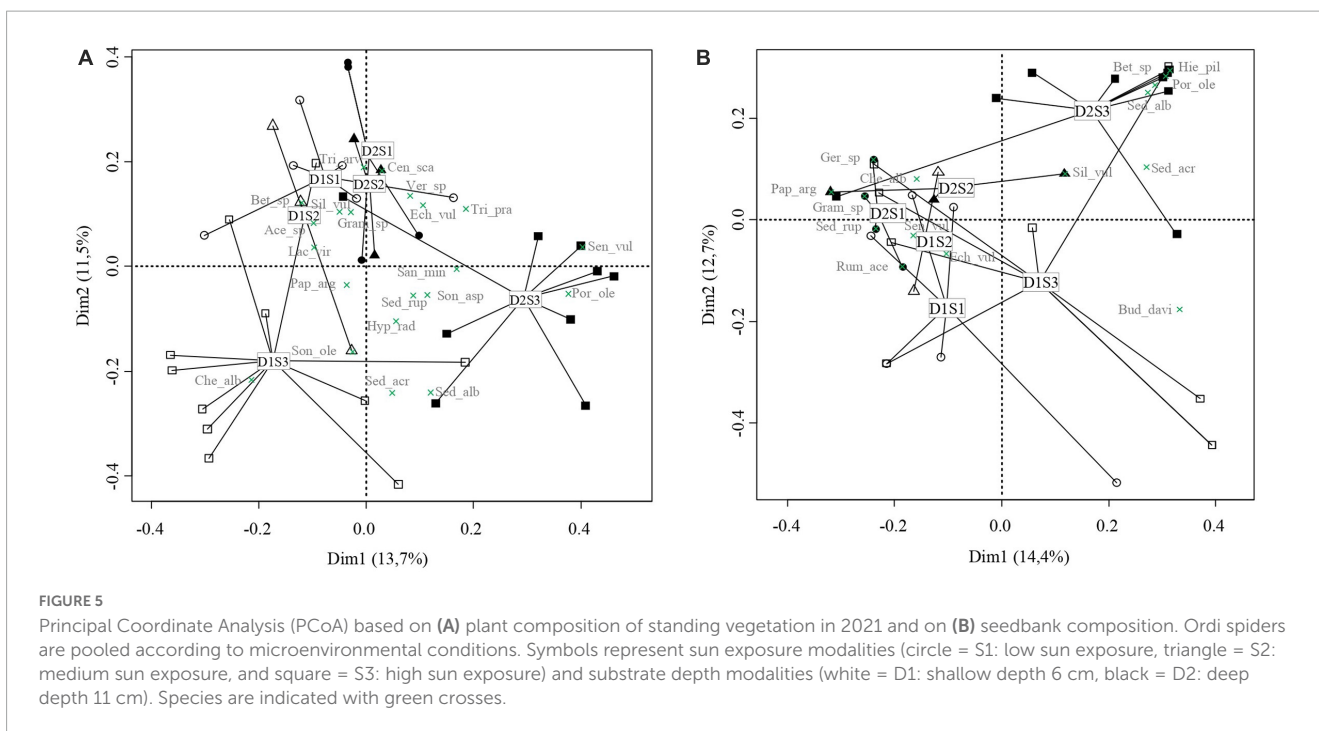 A
0.4
0.2
0.0
-0.2
-0.4
Dim2 (11,5%)
D2S1
Tri_arv
Cen_sca
D1S1
D2S2
Ver_sp
Bet_sp
Sil_vul
Ech_vul
Tri_pra
D1S2
Gram_sp
Ace_sp
Lac_vir
Sen_vul
San_min
Pap_arg
Sed_rup
Son_asp
D2S3
Por_ole
Hyp_rad
Son_ole
D1S3
Che_alb
Sed_acr
Sed_alb
-0.4
-0.2
0.0
0.2
0.4
Dim1 (13,7%)
B
0.2
0.0
-0.2
-0.4
Dim2 (12,7%)
Bet_sp
Hie_pil
Por_ole
Sed_alb
D2S3
Ger_sp
Che_alb
Sil_vul
Sed_acr
Pap_arg
D2S2
Gram_sp
D2S1
Sed_rup
Sen_vul
D1S2
Ech_vul
Rum_ace
D1S3
D1S1
Bud_davi
-0.4
-0.2
0.0
0.2
0.4
Dim1 (14,4%)
FIGURE 5
Principal Coordinate Analysis (PCoA) based on (A) plant composition of standing vegetation in 2021 and on (B) seedbank composition. Ordi spiders
are pooled according to microenvironmental conditions. Symbols represent sun exposure modalities (circle = S1: low sun exposure, triangle = S2:
medium sun exposure, and square = S3: high sun exposure) and substrate depth modalities (white = D1: shallow depth 6 cm, black = D2: deep
depth 11 cm). Species are indicated with green crosses.